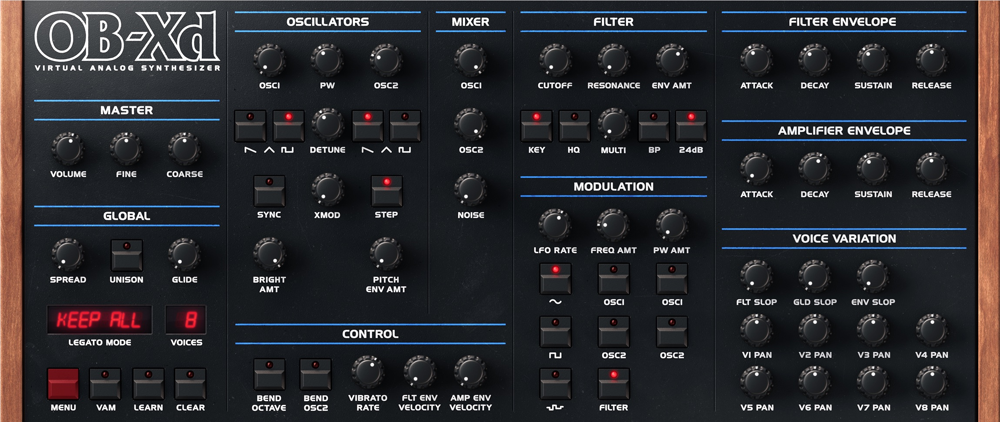 OB-Xd
VIRTUAL ANALOG SYNTHESIZER
MASTER
VOLUME FINE COARSE
GLOBAL
SPREAD UNISON GLIDE
KEEP ALL 8
LEGATO MODE VOICES
MENU VAM LEARN CLEAR
OSCILLATORS
OSC1 PW OSC2
DETUNE
SYNC XMOD STEP
BRIGHT
AMT
PITCH
ENV AMT
MIXER
OSC1
OSC2
NOISE
CONTROL
BEND
OCTAVE
BEND
OSC2
VIBRATO
RATE
FLT ENV
VELOCITY
AMP ENV
VELOCITY
FILTER
CUTOFF RESONANCE ENV AMT
KEY HQ MULTI BP 24dB
MODULATION
LFO RATE FREQ AMT PW AMT
OSC1 OSC1
OSC2 OSC2
FILTER
FILTER ENVELOPE
ATTACK DECAY SUSTAIN RELEASE
AMPLIFIER ENVELOPE
ATTACK DECAY SUSTAIN RELEASE
VOICE VARIATION
FLT SLOP GLD SLOP ENV SLOP
V1 PAN V2 PAN V3 PAN V4 PAN
V5 PAN V6 PAN V7 PAN V8 PAN